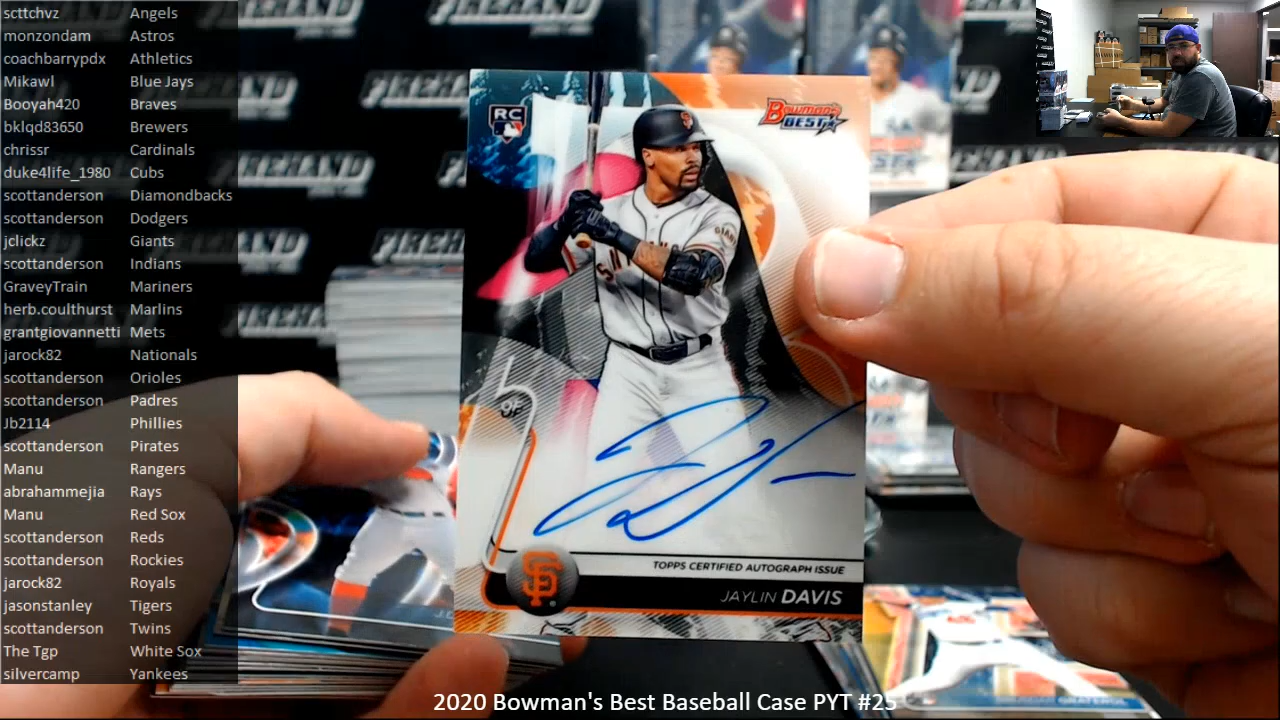 scttchvz Angels
monzondam Astros
coachbarrypdx Athletics
Mikawl Blue Jays
Booyah420 Braves
bklqd83650 Brewers
chrissr Cardinals
duke4life_1980 Cubs
scottanderson Diamondbacks
scottanderson Dodgers
jclickz Giants
scottanderson Indians
GraveyTrain Mariners
herb.coulthurst Marlins
grantgiovannetti Mets
jarock82 Nationals
scottanderson Orioles
scottanderson Padres
Jb2114 Phillies
scottanderson Pirates
Manu Rangers
abrahammejia Rays
Manu Red Sox
scottanderson Reds
scottanderson Rockies
jarock82 Royals
jasonstanley Tigers
scottanderson Twins
The Tgp White Sox
silvercamp Yankees
FIREHAND
RC
Bowman's
BEST
GIANTS
OF
SF
TOPPS CERTIFIED AUTOGRAPH ISSUE
JAYLIN DAVIS
2020 Bowman's Best Baseball Case PYT #25